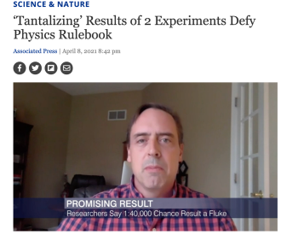 SCIENCE & NATURE
‘Tantalizing’ Results of 2 Experiments Defy
Physics Rulebook
Associated Press | April 8, 2021 8:42 pm
PROMISING RESULT
Researchers Say 1:40,000 Chance Result a Fluke